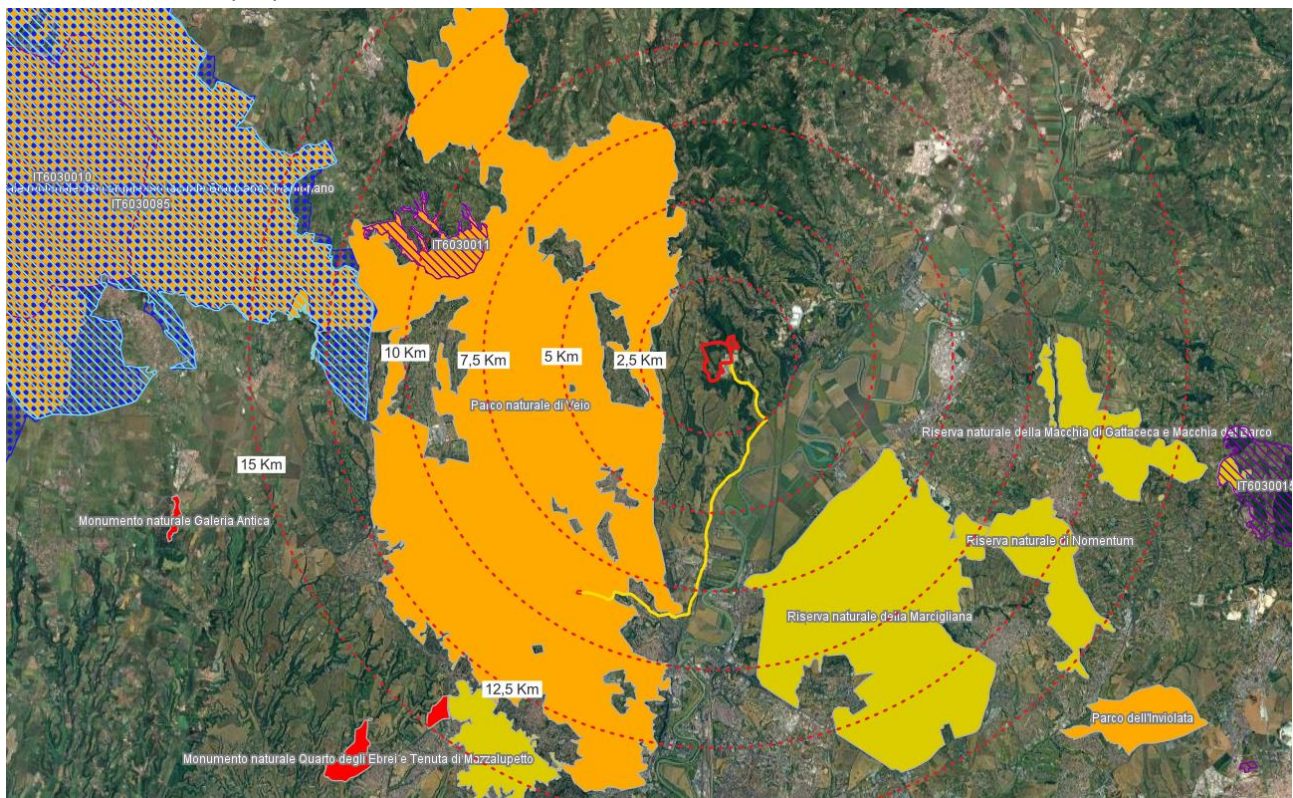 IT6030010
IT6030085
IT6030011
10 Km
7,5 Km
5 Km
2,5 Km
Parco naturale di Veio
Riserva naturale della Macchia di Gattaceca e Macchia del Barco
15 Km
IT6030015
Monumento naturale Galeria Antica
Riserva naturale di Nomentum
Riserva naturale della Marcigliana
12,5 Km
Parco dell'Inviolata
Monumento naturale Quarto degli Ebrei e Tenuta di Mazzalupetto